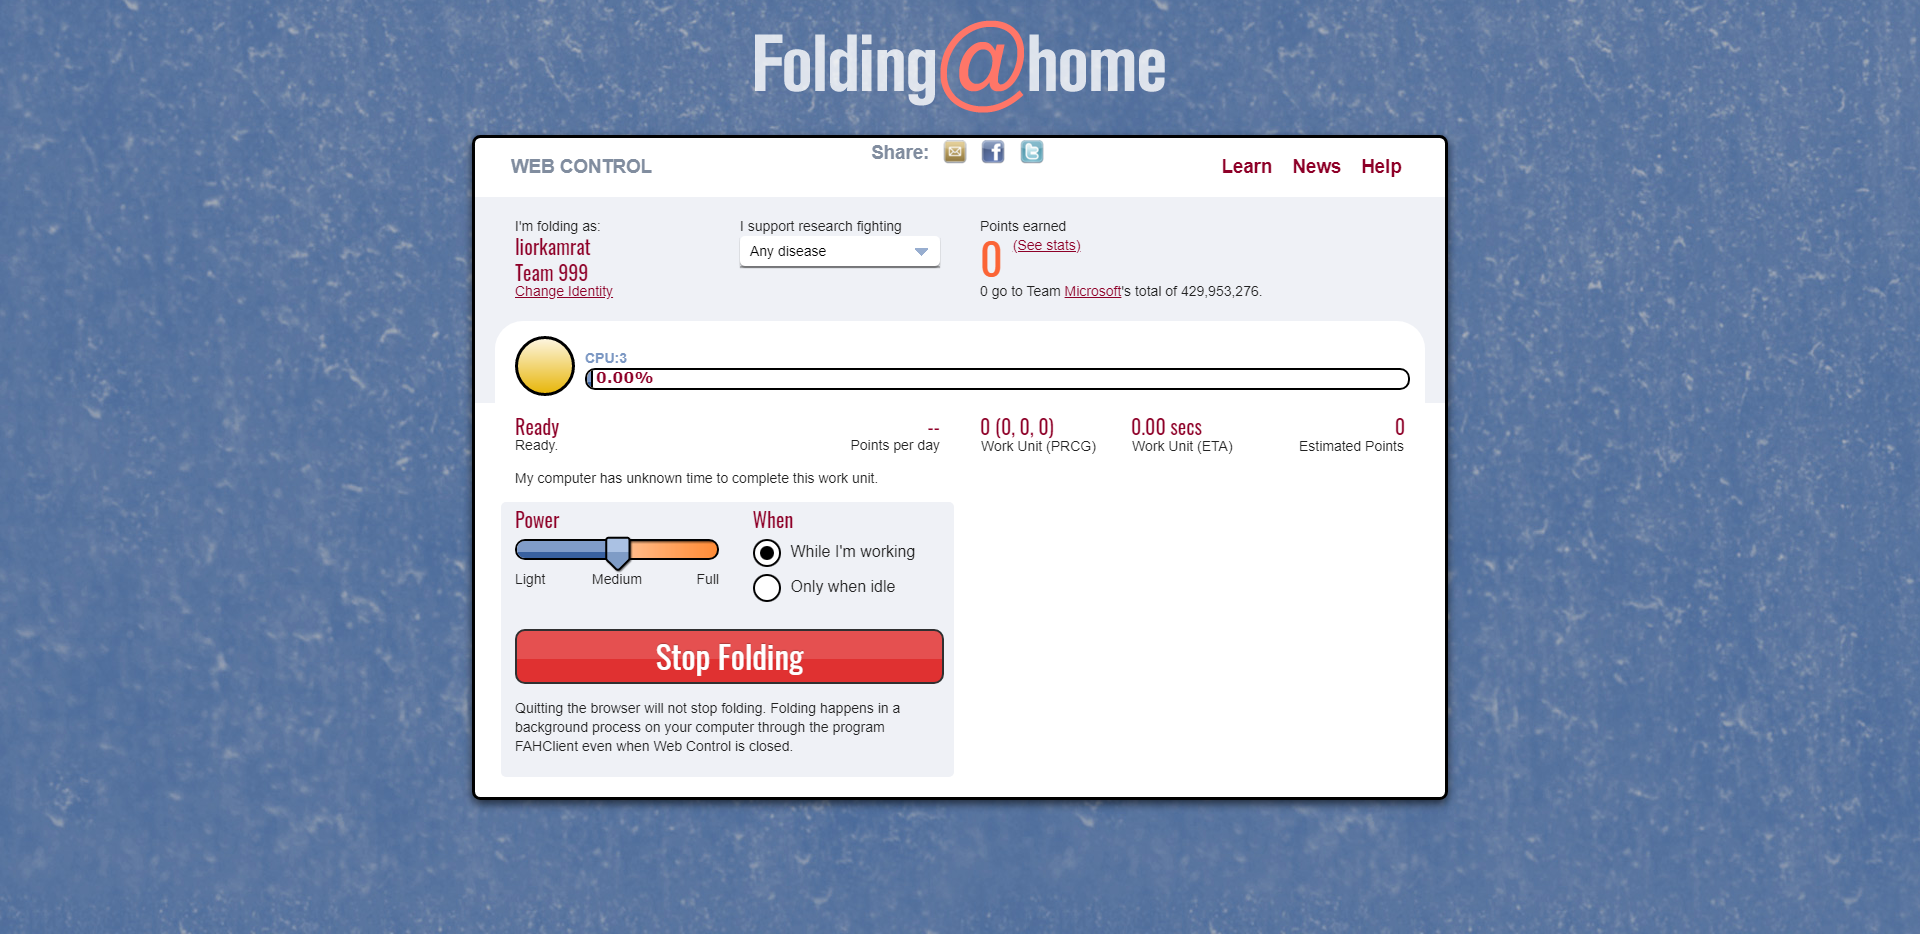 Folding@home
WEB CONTROL
Share:
Learn News Help
I'm folding as:
liorkamrat
Team 999
Change Identity
I support research fighting
Any disease
Points earned
0 (See stats)
0 go to Team Microsoft's total of 429,953,276.
CPU:3
0.00%
Ready
Ready.
--
Points per day
0 (0, 0, 0)
Work Unit (PRCG)
0.00 secs
Work Unit (ETA)
0
Estimated Points
My computer has unknown time to complete this work unit.
Power
Light Medium Full
When
While I'm working
Only when idle
Stop Folding
Quitting the browser will not stop folding. Folding happens in a
background process on your computer through the program
FAHClient even when Web Control is closed.